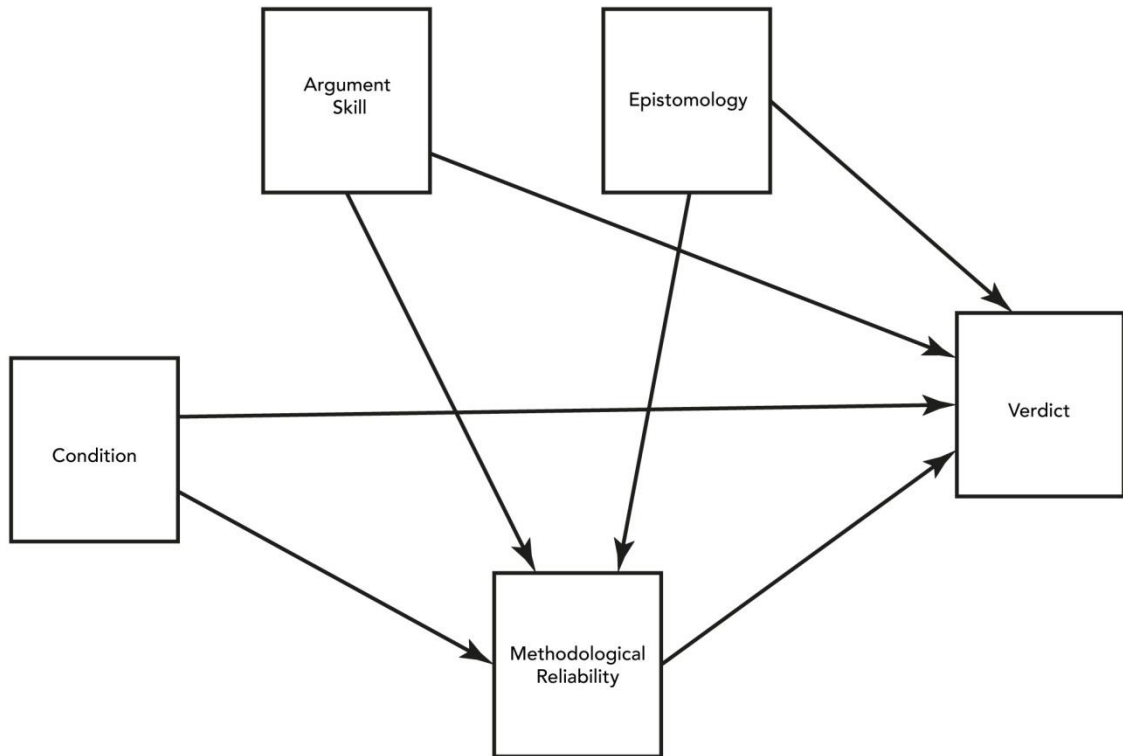 Argument
Skill
Epistomology
Condition
Verdict
Methodological
Reliability